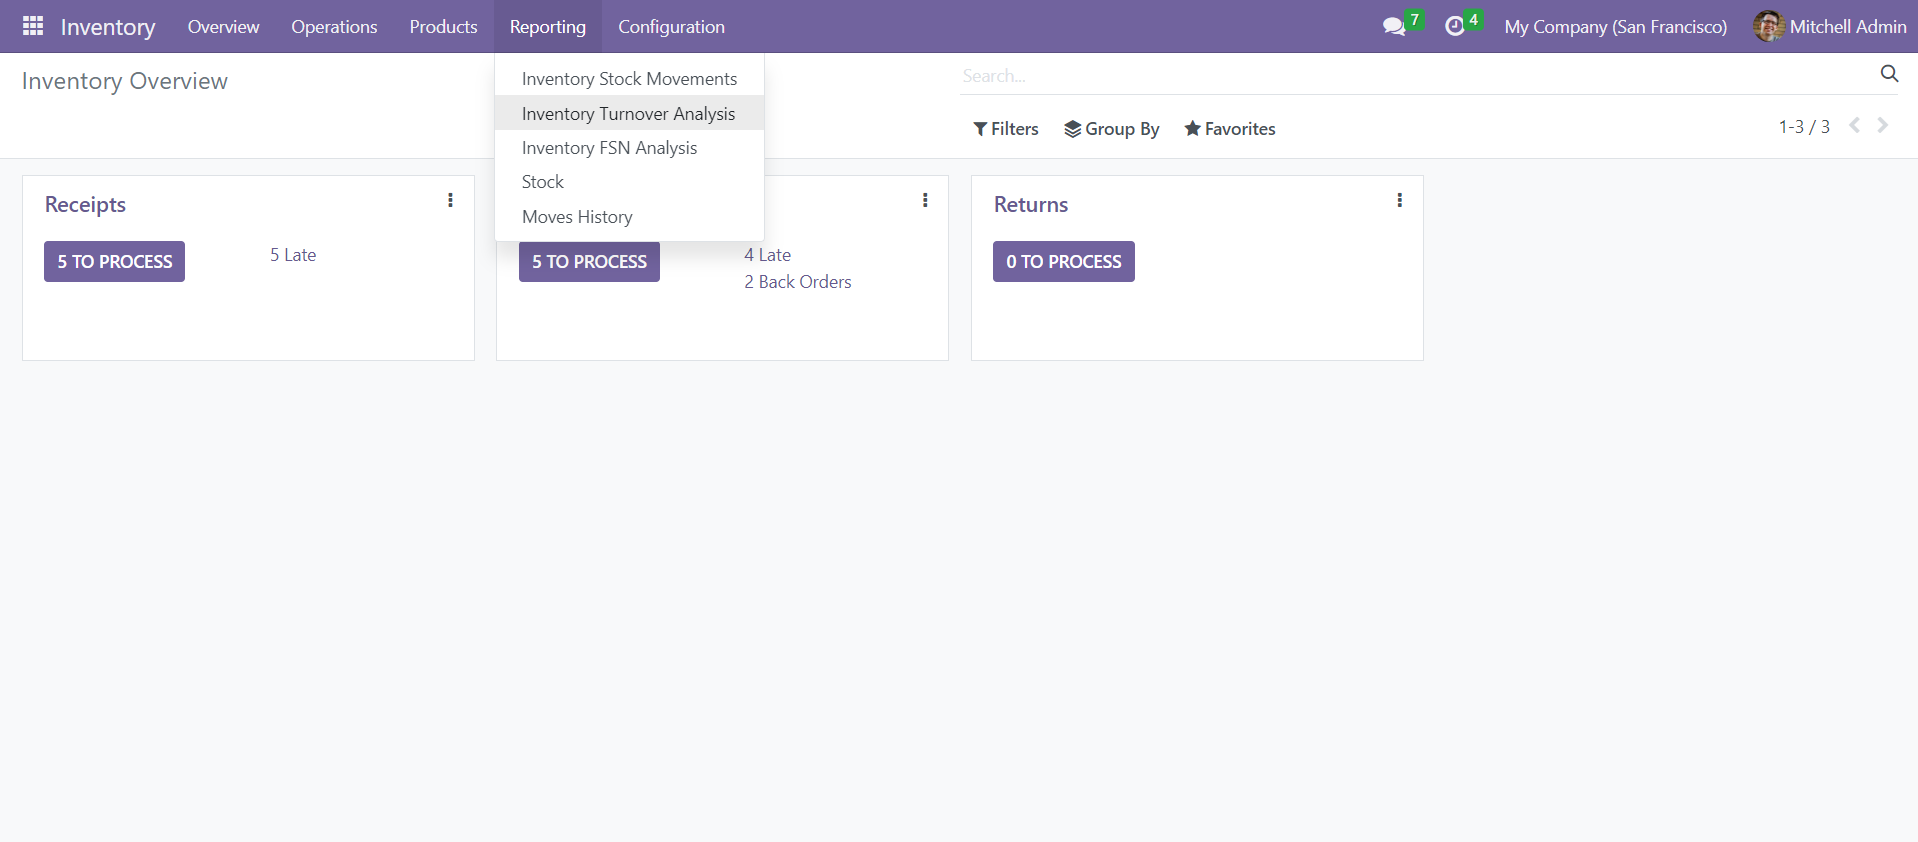 Inventory Overview Operations Products Reporting Configuration 7 4 My Company (San Francisco) Mitchell Admin
Inventory Overview
Search...
Inventory Stock Movements
Inventory Turnover Analysis
Inventory FSN Analysis
Stock
Moves History
Filters Group By Favorites
1-3 / 3
Receipts
5 TO PROCESS
5 Late
5 TO PROCESS
4 Late
2 Back Orders
Returns
0 TO PROCESS